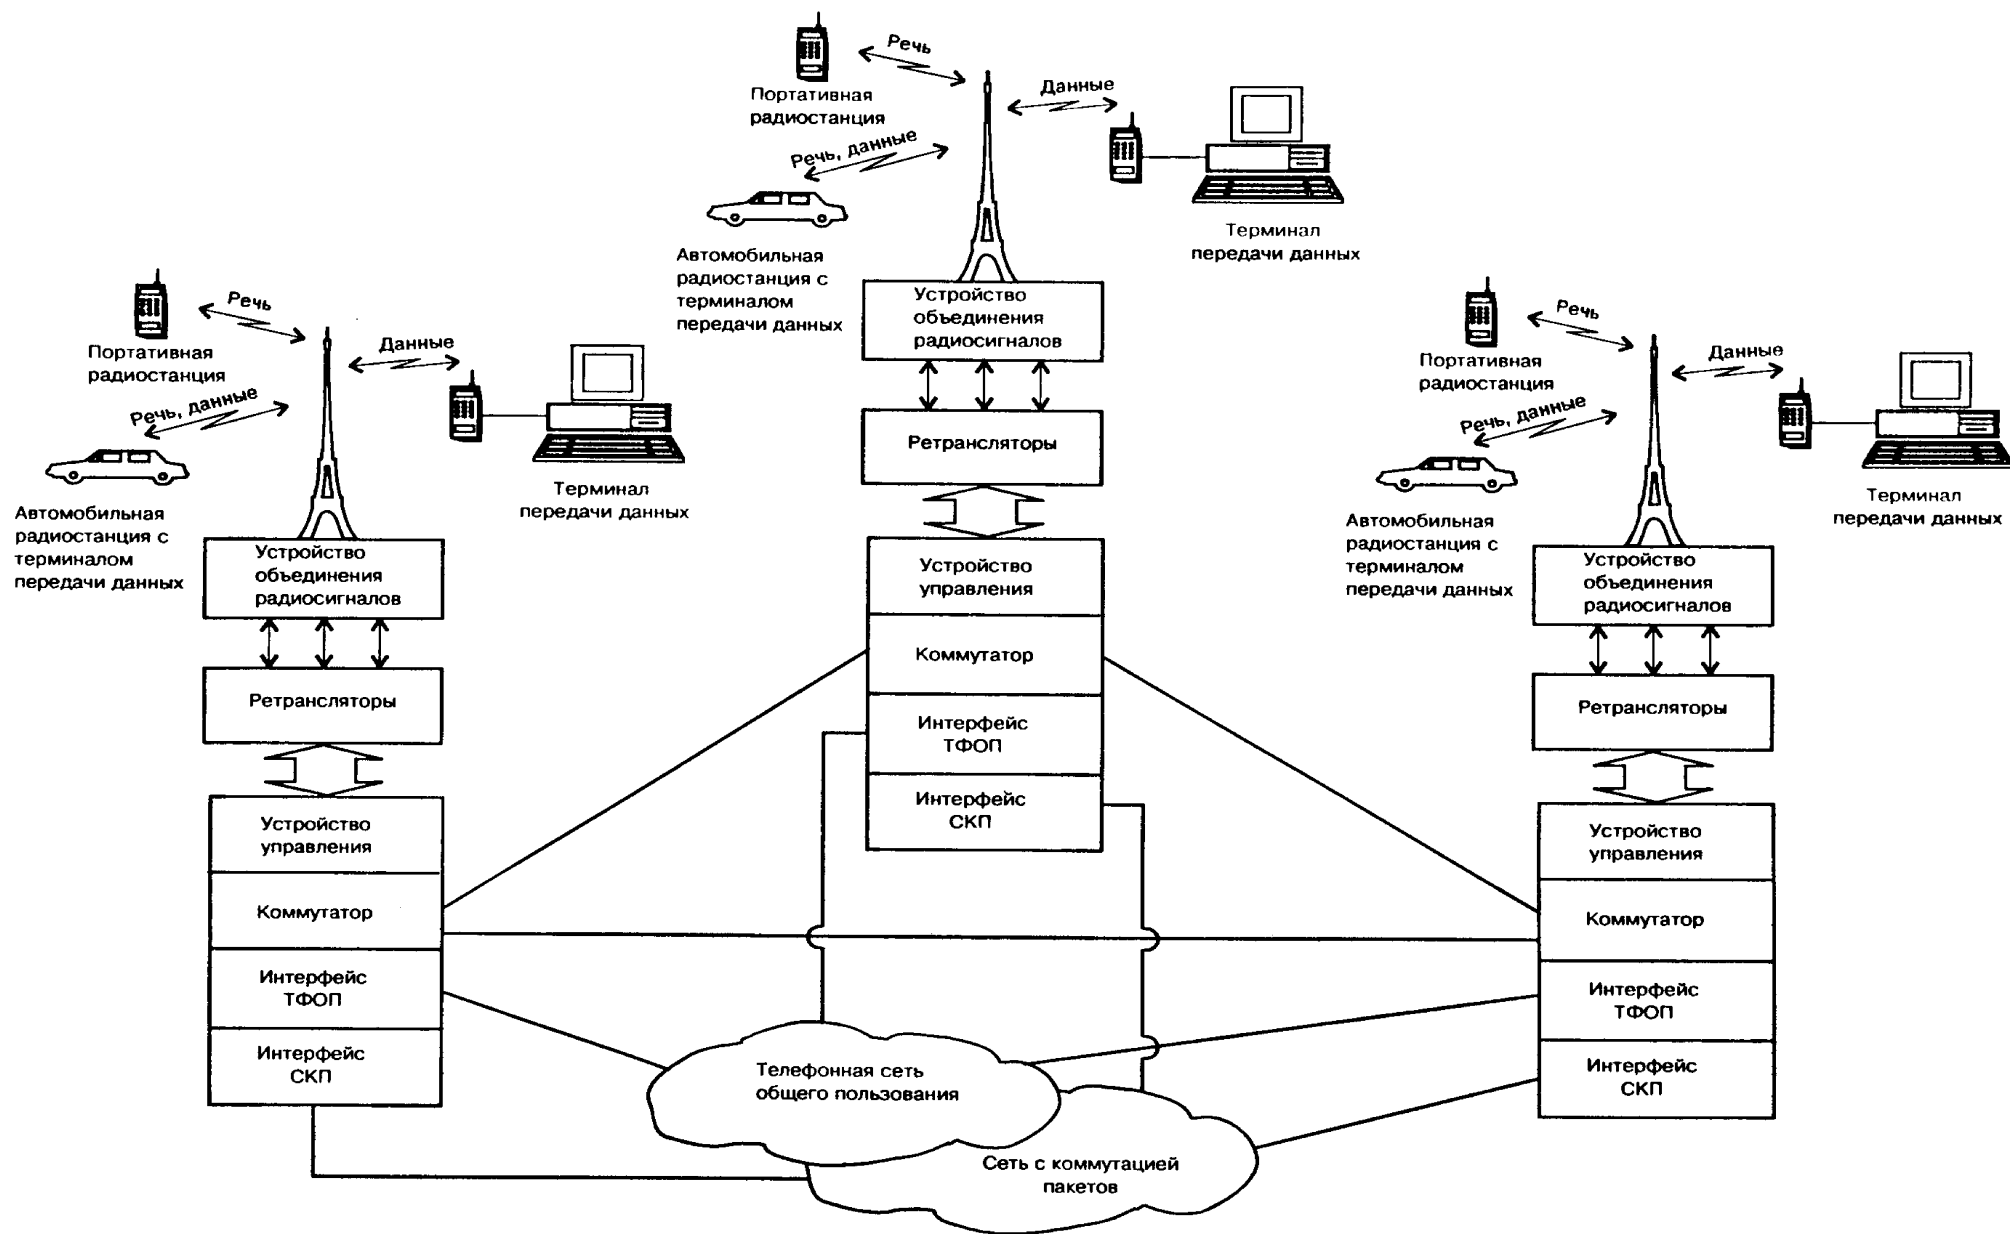 Речь
Портативная
радиостанция
Данные
Речь, данные
Автомобильная
радиостанция с
терминалом
передачи данных
Терминал
передачи данных
Устройство
объединения
радиосигналов
Ретрансляторы
Устройство
управления
Коммутатор
Интерфейс
ТФОП
Интерфейс
СКП
Речь
Портативная
радиостанция
Данные
Речь, данные
Автомобильная
радиостанция с
терминалом
передачи данных
Терминал
передачи данных
Устройство
объединения
радиосигналов
Ретрансляторы
Устройство
управления
Коммутатор
Интерфейс
ТФОП
Интерфейс
СКП
Речь
Портативная
радиостанция
Данные
Речь, данные
Автомобильная
радиостанция с
терминалом
передачи данных
Терминал
передачи данных
Устройство
объединения
радиосигналов
Ретрансляторы
Устройство
управления
Коммутатор
Интерфейс
ТФОП
Интерфейс
СКП
Телефонная сеть
общего пользования
Сеть с коммутацией
пакетов